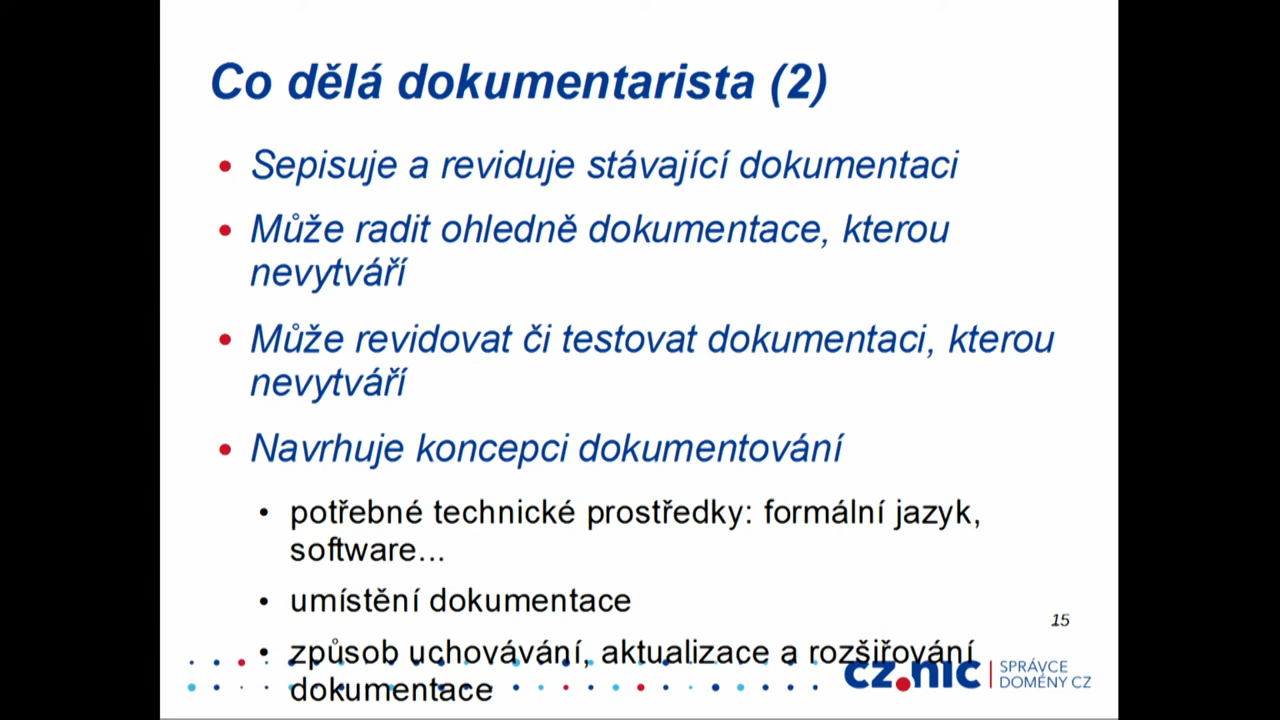 Co dělá dokumentarista (2)
Sepisuje a reviduje stávající dokumentaci
Může radit ohledně dokumentace, kterou
nevytváří
Může revidovat či testovat dokumentaci, kterou
nevytváří
Navrhuje koncepci dokumentování
potřebné technické prostředky: formální jazyk,
software...
umístění dokumentace
15
způsob uchovávání, aktualizace a rozšiřování
dokumentace
cz.nic
SPRÁVCE
DOMÉNY CZ